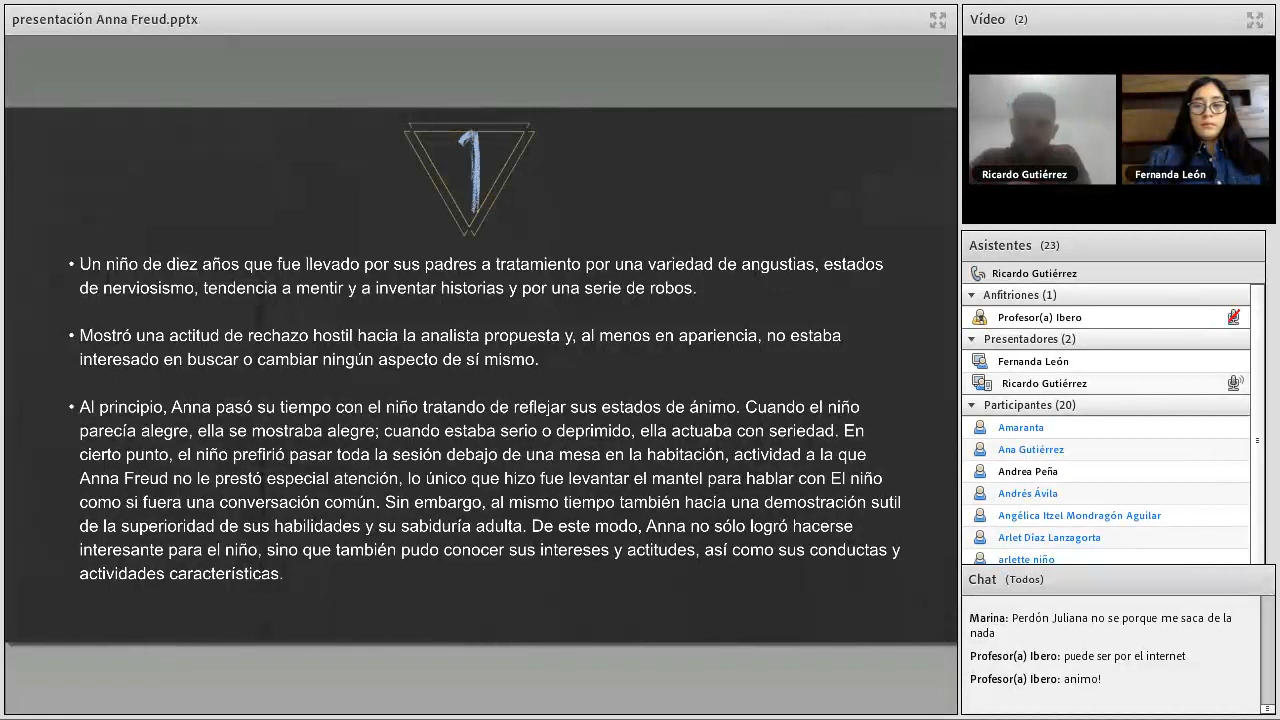 presentación Anna Freud.pptx
1
• Un niño de diez años que fue llevado por sus padres a tratamiento por una variedad de angustias, estados
de nerviosismo, tendencia a mentir y a inventar historias y por una serie de robos.
• Mostró una actitud de rechazo hostil hacia la analista propuesta y, al menos en apariencia, no estaba
interesado en buscar o cambiar ningún aspecto de sí mismo.
• Al principio, Anna pasó su tiempo con el niño tratando de reflejar sus estados de ánimo. Cuando el niño
parecía alegre, ella se mostraba alegre; cuando estaba serio o deprimido, ella actuaba con seriedad. En
cierto punto, el niño prefirió pasar toda la sesión debajo de una mesa en la habitación, actividad a la que
Anna Freud no le prestó especial atención, lo único que hizo fue levantar el mantel para hablar con El niño
como si fuera una conversación común. Sin embargo, al mismo tiempo también hacía una demostración sutil
de la superioridad de sus habilidades y su sabiduría adulta. De este modo, Anna no sólo logró hacerse
interesante para el niño, sino que también pudo conocer sus intereses y actitudes, así como sus conductas y
actividades características.
Vídeo (2)
Ricardo Gutiérrez
Fernanda León
Asistentes (23)
Ricardo Gutiérrez
Anfitriones (1)
Profesor(a) Ibero
Presentadores (2)
Fernanda León
Ricardo Gutiérrez
Participantes (20)
Amaranta
Ana Gutiérrez
Andrea Peña
Andrés Ávila
Angélica Itzel Mondragón Aguilar
Arlet Díaz Lanzagorta
arlette niño
Chat (Todos)
Marina: Perdón Juliana no se porque me saca de la
nada
Profesor(a) Ibero: puede ser por el internet
Profesor(a) Ibero: animo!